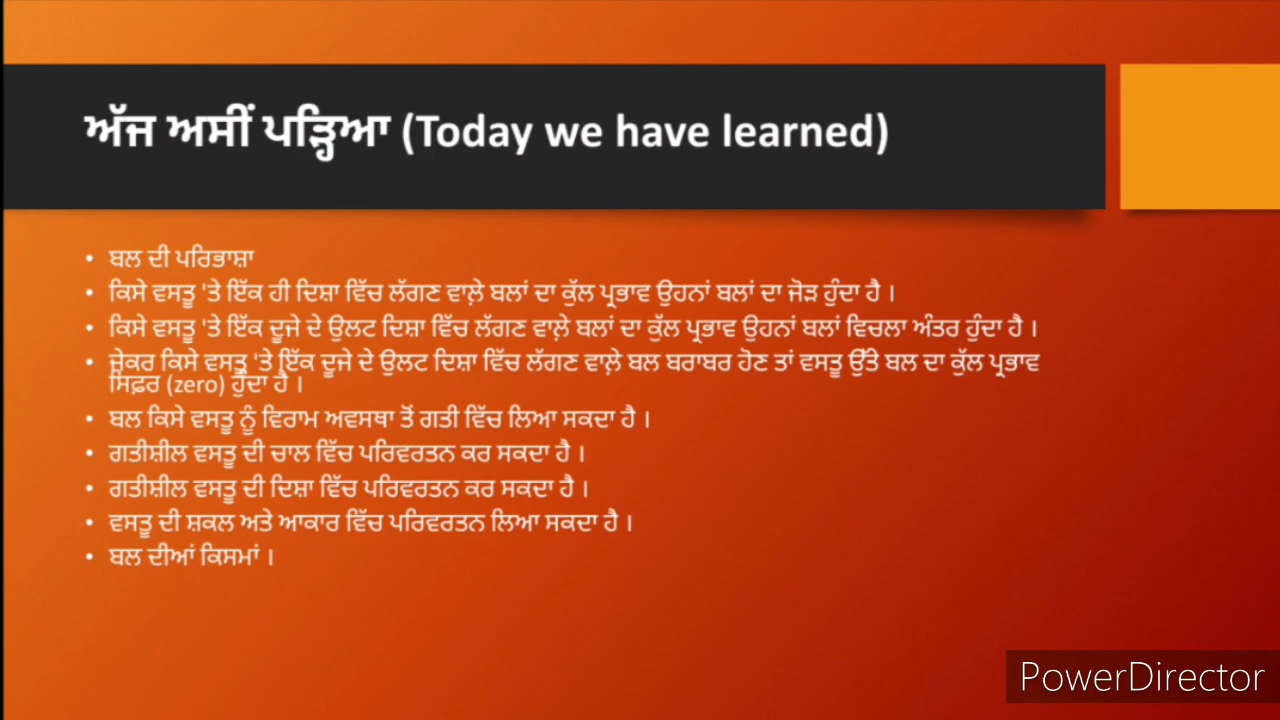 ਅੱਜ ਅਸੀਂ ਪੜ੍ਹਿਆ (Today we have learned)
• ਬਲ ਦੀ ਪਰਿਭਾਸ਼ਾ
• ਕਿਸੇ ਵਸਤੂ 'ਤੇ ਇੱਕ ਹੀ ਦਿਸ਼ਾ ਵਿੱਚ ਲੱਗਣ ਵਾਲ਼ੇ ਬਲਾਂ ਦਾ ਕੁੱਲ ਪ੍ਰਭਾਵ ਉਹਨਾਂ ਬਲਾਂ ਦਾ ਜੋੜ ਹੁੰਦਾ ਹੈ ।
• ਕਿਸੇ ਵਸਤੂ 'ਤੇ ਇੱਕ ਦੂਜੇ ਦੇ ਉਲਟ ਦਿਸ਼ਾ ਵਿੱਚ ਲੱਗਣ ਵਾਲ਼ੇ ਬਲਾਂ ਦਾ ਕੁੱਲ ਪ੍ਰਭਾਵ ਉਹਨਾਂ ਬਲਾਂ ਵਿਚਲਾ ਅੰਤਰ ਹੁੰਦਾ ਹੈ ।
• ਜੇਕਰ ਕਿਸੇ ਵਸਤੂ 'ਤੇ ਇੱਕ ਦੂਜੇ ਦੇ ਉਲਟ ਦਿਸ਼ਾ ਵਿੱਚ ਲੱਗਣ ਵਾਲ਼ੇ ਬਲ ਬਰਾਬਰ ਹੋਣ ਤਾਂ ਵਸਤੂ ਉੱਤੇ ਬਲ ਦਾ ਕੁੱਲ ਪ੍ਰਭਾਵ
ਸਿਫ਼ਰ (zero) ਹੁੰਦਾ ਹੈ ।
• ਬਲ ਕਿਸੇ ਵਸਤੂ ਨੂੰ ਵਿਰਾਮ ਅਵਸਥਾ ਤੋਂ ਗਤੀ ਵਿੱਚ ਲਿਆ ਸਕਦਾ ਹੈ ।
• ਗਤੀਸ਼ੀਲ ਵਸਤੂ ਦੀ ਚਾਲ ਵਿੱਚ ਪਰਿਵਰਤਨ ਕਰ ਸਕਦਾ ਹੈ ।
• ਗਤੀਸ਼ੀਲ ਵਸਤੂ ਦੀ ਦਿਸ਼ਾ ਵਿੱਚ ਪਰਿਵਰਤਨ ਕਰ ਸਕਦਾ ਹੈ ।
• ਵਸਤੂ ਦੀ ਸ਼ਕਲ ਅਤੇ ਆਕਾਰ ਵਿੱਚ ਪਰਿਵਰਤਨ ਲਿਆ ਸਕਦਾ ਹੈ ।
• ਬਲ ਦੀਆਂ ਕਿਸਮਾਂ ।
PowerDirector